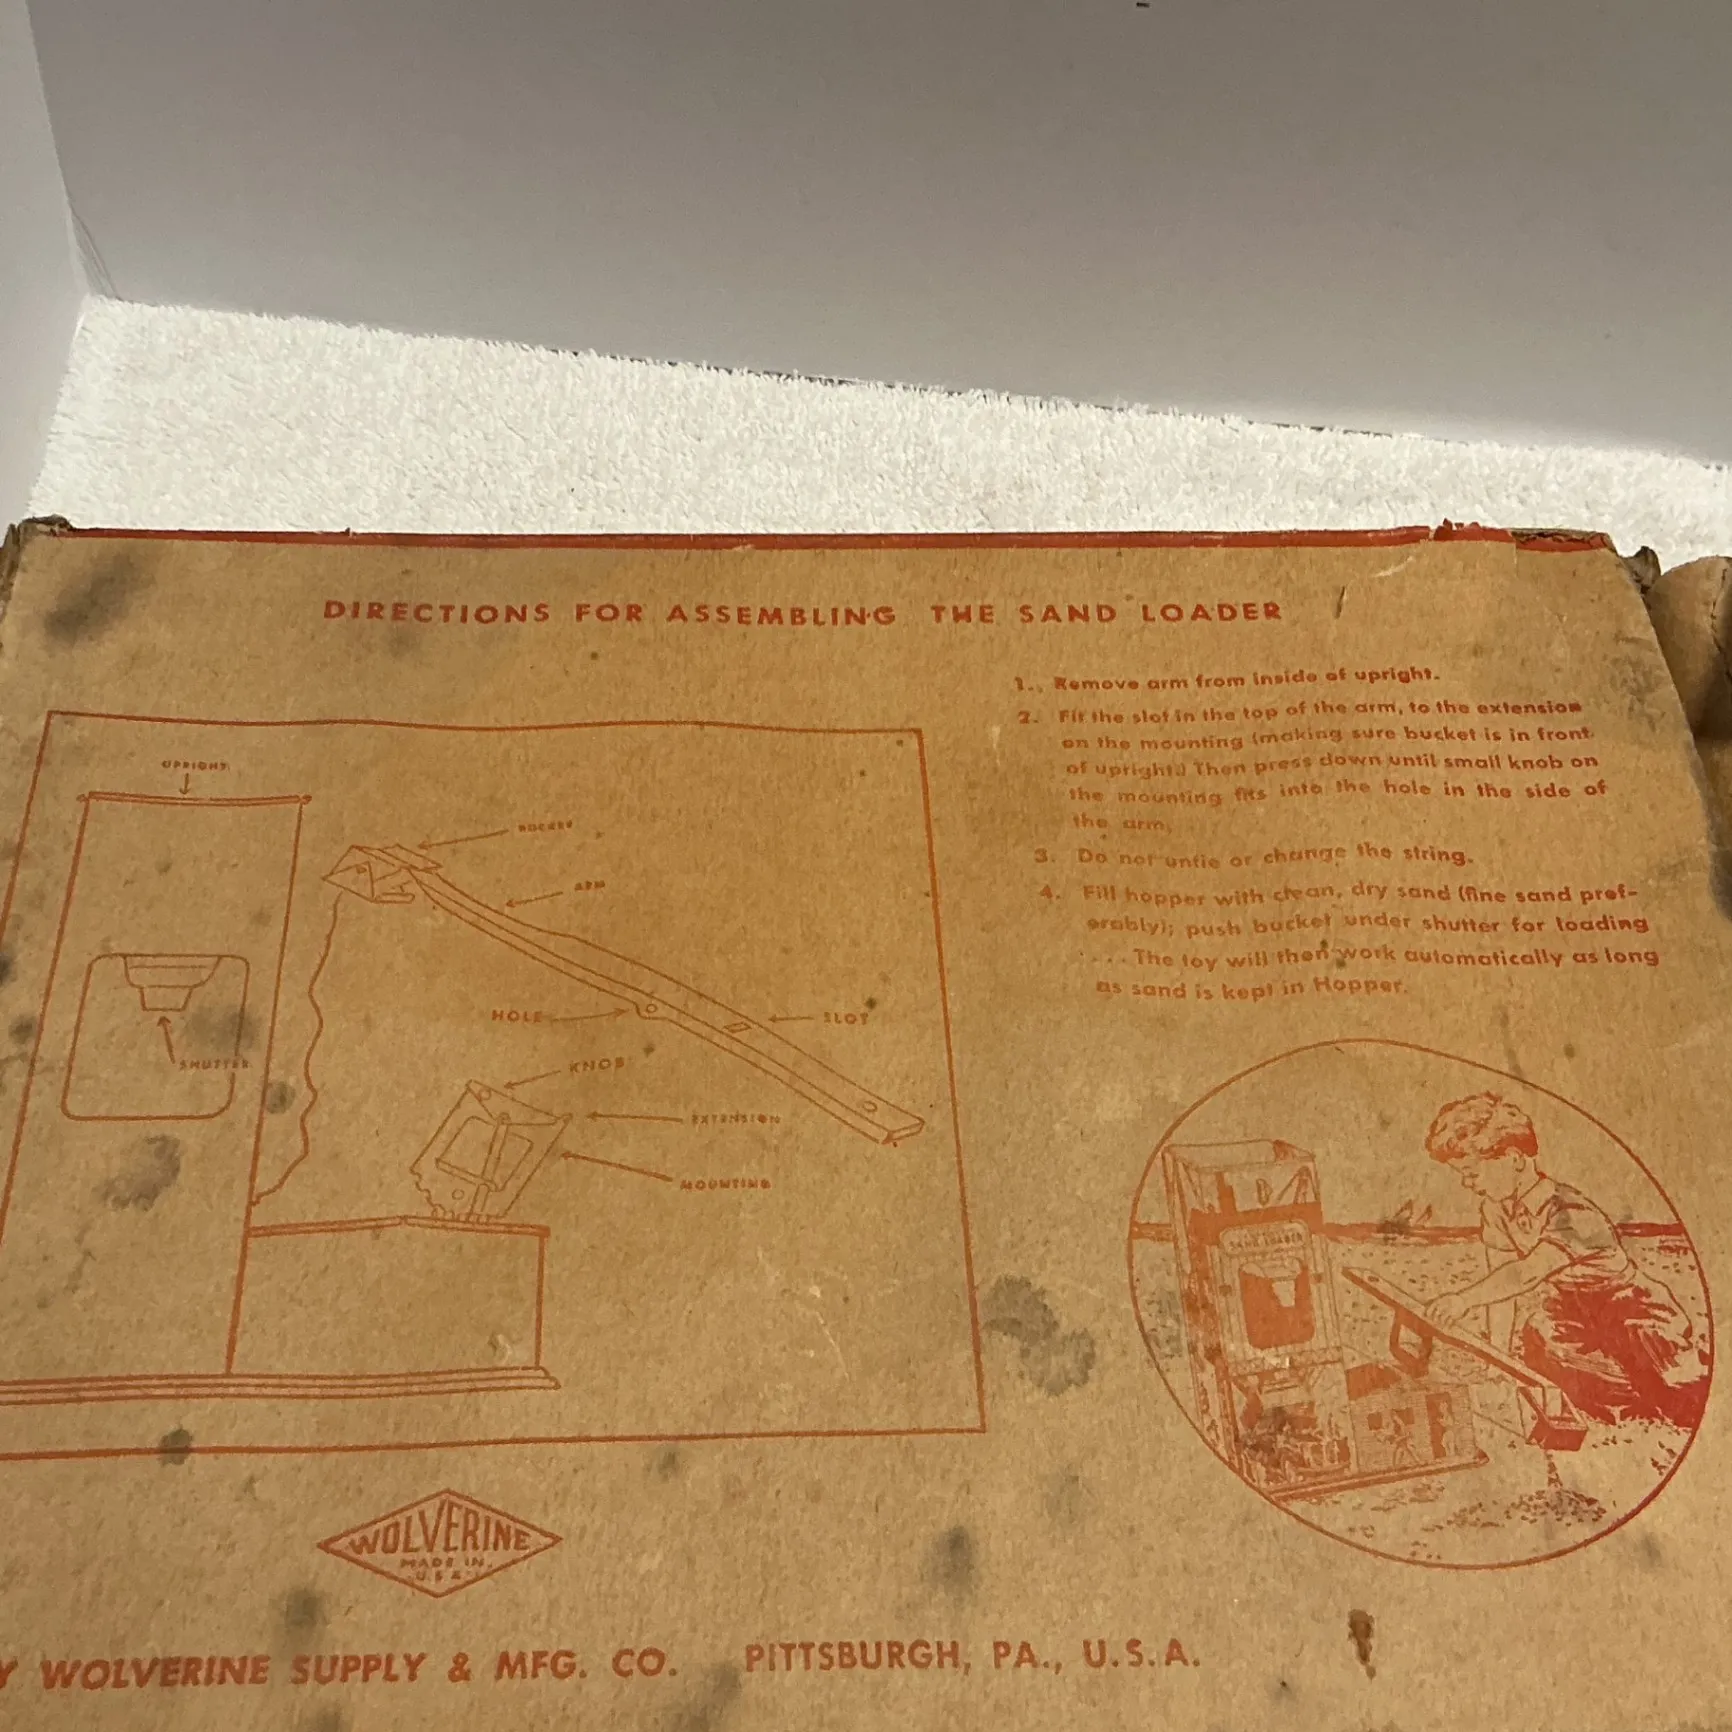 DIRECTIONS FOR ASSEMBLING THE SAND LOADER
1. Remove arm from inside of upright.
2. Fit the slot in the top of the arm, to the extension
on the mounting (making sure bucket is in front
of upright.) Then press down until small knob on
the mounting fits into the hole in the side of
the arm.
3. Do not untie or change the string.
4. Fill hopper with clean, dry sand (fine sand pref-
erably); push bucket under shutter for loading
.... The toy will then work automatically as long
as sand is kept in Hopper.
UPRIGHT
BUCKET
ARM
HOLE
SLOT
SHUTTER
KNOB
EXTENSION
MOUNTING
SAND LOADER
WOLVERINE
MADE IN
U.S.A.
Y WOLVERINE SUPPLY & MFG. CO. PITTSBURGH, PA., U.S.A.